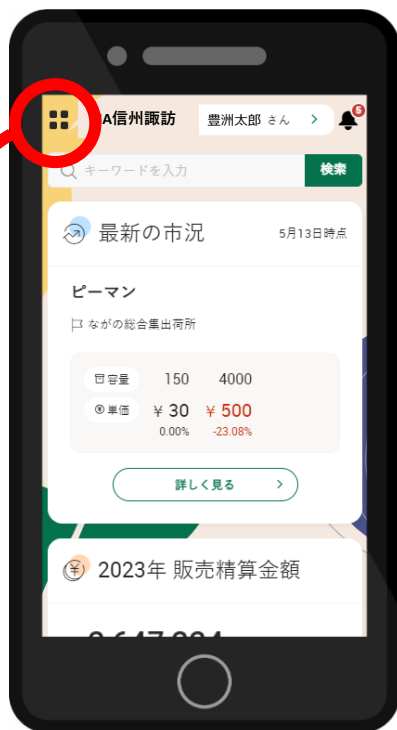 A信州諏訪 豊洲太郎 さん 5
キーワードを入力 検索
最新の市況 5月13日時点
ピーマン
ながの総合集出荷所
容量 150 4000
単価 ¥ 30 ¥ 500
0.00% -23.08%
詳しく見る
¥ 2023年 販売精算金額